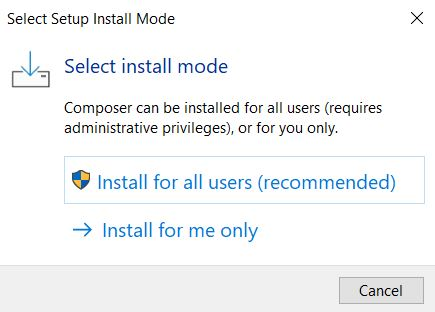 Select Setup Install Mode
Select install mode
Composer can be installed for all users (requires
administrative privileges), or for you only.
Install for all users (recommended)
Install for me only
Cancel